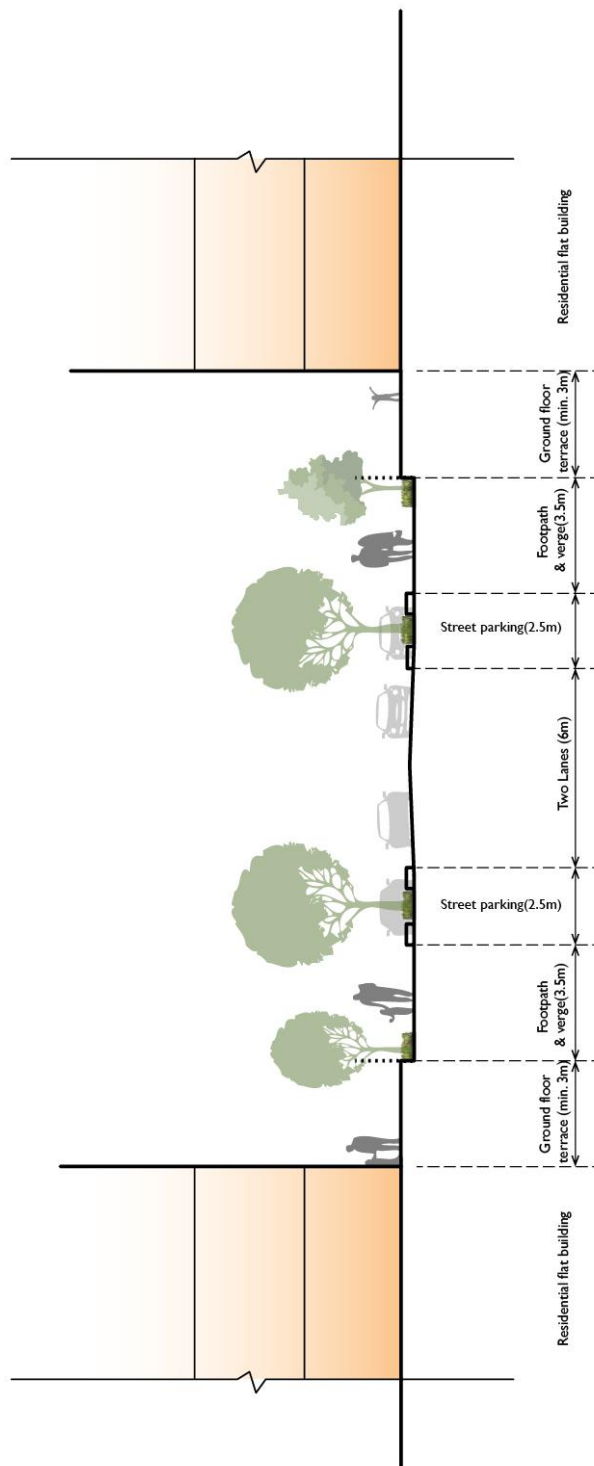 Residential flat building
Ground floor
terrace (min. 3m)
Footpath
& verge(3.5m)
Street parking(2.5m)
Two Lanes (6m)
Street parking(2.5m)
Footpath
& verge(3.5m)
Ground floor
terrace (min. 3m)
Residential flat building